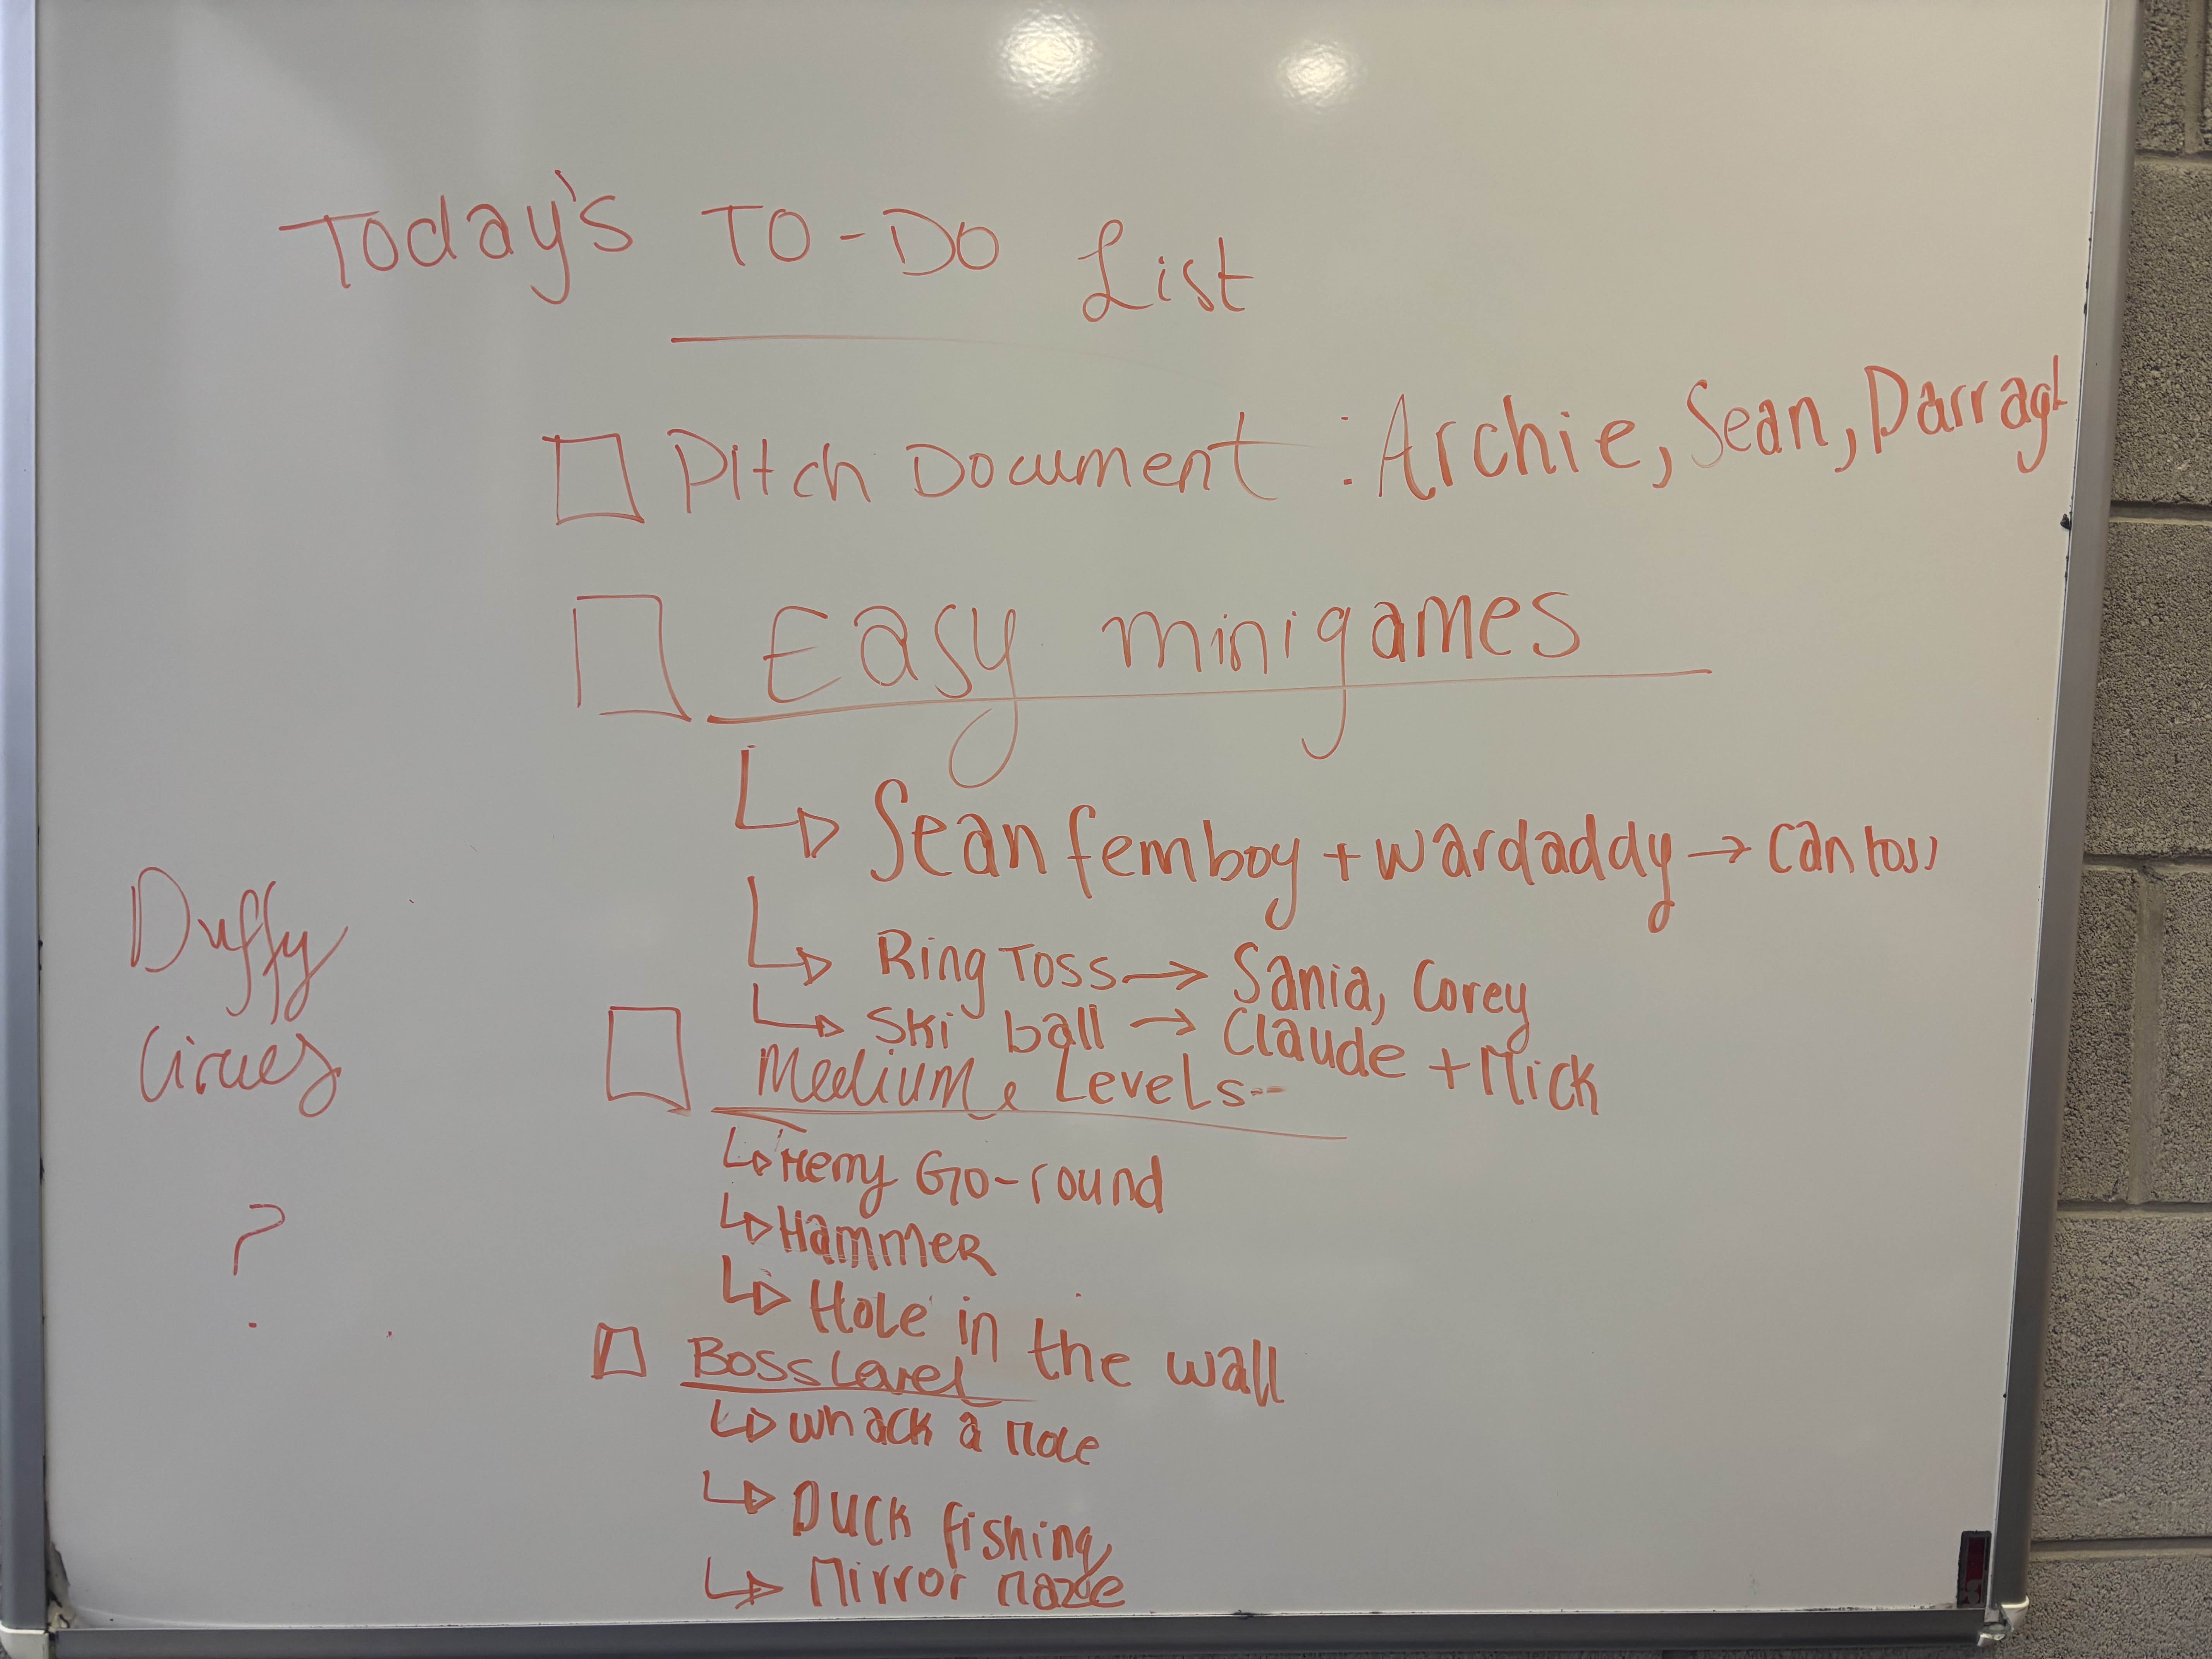 Today's TO-DO List
Pitch Document : Archie, Sean, Darragh
Easy minigames
Sean femboy + wardaddy → Can toss
Ring Toss → Sania, Corey
Ski ball → Claude + Mick
Medium Levels--
Merry Go-round
Hammer
Hole in the wall
Boss Level
Whack a Mole
Duck fishing
Mirror Maze
Duffy
?